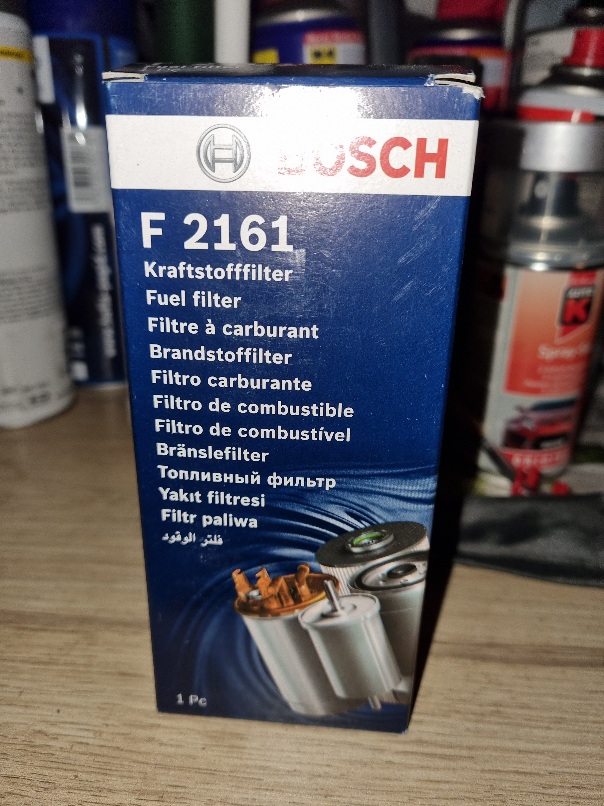 BOSCH
F 2161
Kraftstofffilter
Fuel filter
Filtre à carburant
Brandstoffilter
Filtro carburante
Filtro de combustible
Filtro de combustível
Bränslefilter
Топливный фильтр
Yakıt filtresi
Filtr paliwa
فلتر الوقود
1 Pc
K